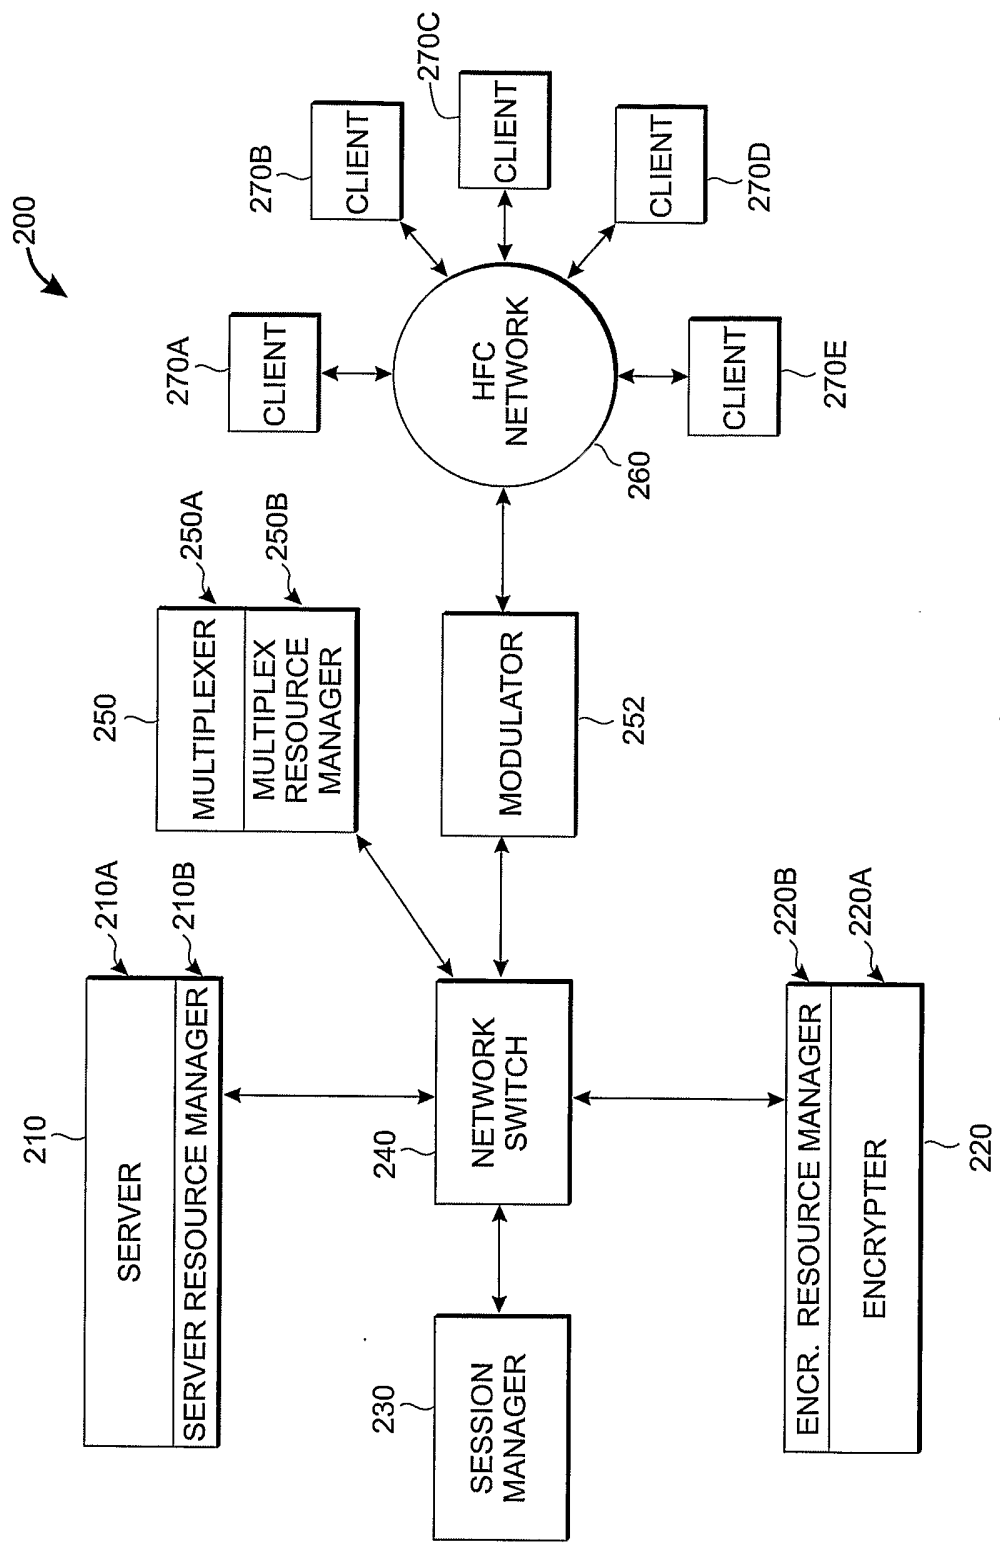 200
210
SERVER
SERVER RESOURCE MANAGER
210A
210B
250
MULTIPLEXER
MULTIPLEX
RESOURCE
MANAGER
250A
250B
230
SESSION
MANAGER
240
NETWORK
SWITCH
MODULATOR
252
HFC
NETWORK
260
270A
CLIENT
270B
CLIENT
270C
CLIENT
CLIENT
270D
CLIENT
270E
ENCR. RESOURCE MANAGER
ENCRYPTER
220B
220A
220